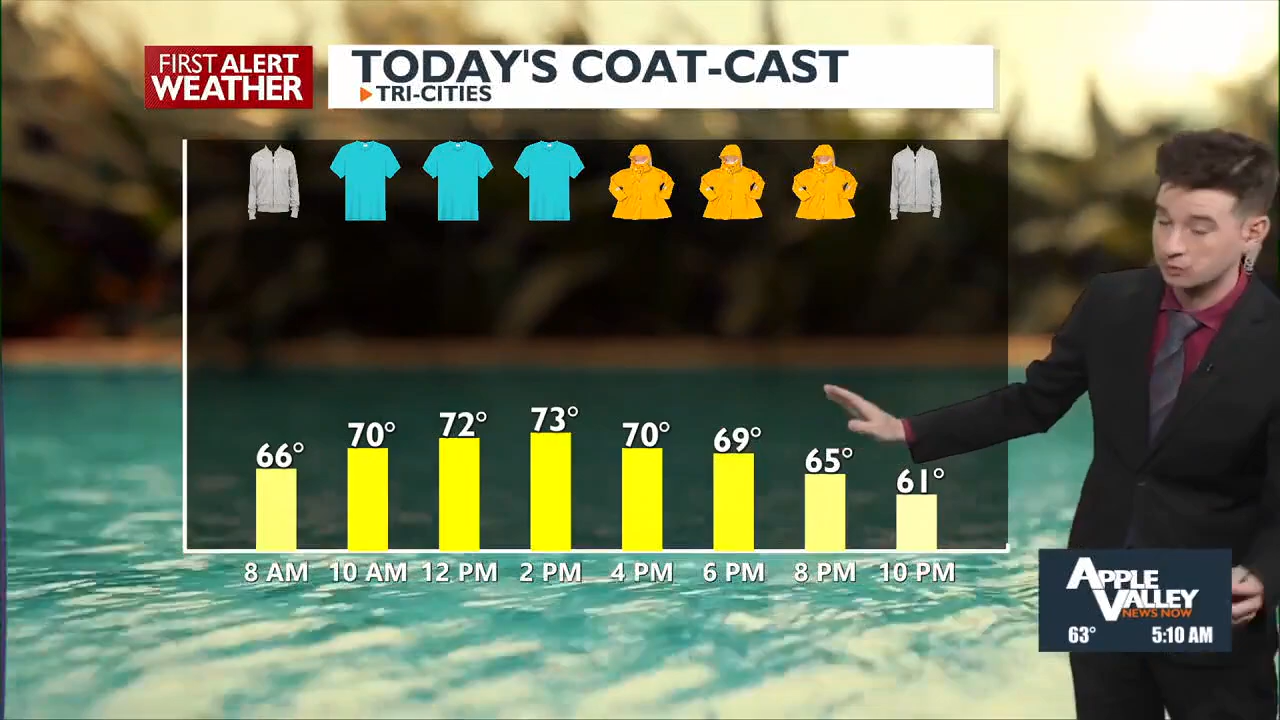 FIRST ALERT
WEATHER
TODAY'S COAT-CAST
TRI-CITIES
66° 70° 72° 73° 70° 69° 65° 61°
8 AM 10 AM 12 PM 2 PM 4 PM 6 PM 8 PM 10 PM
APPLE
VALLEY
NEWS NOW
63° 5:10 AM